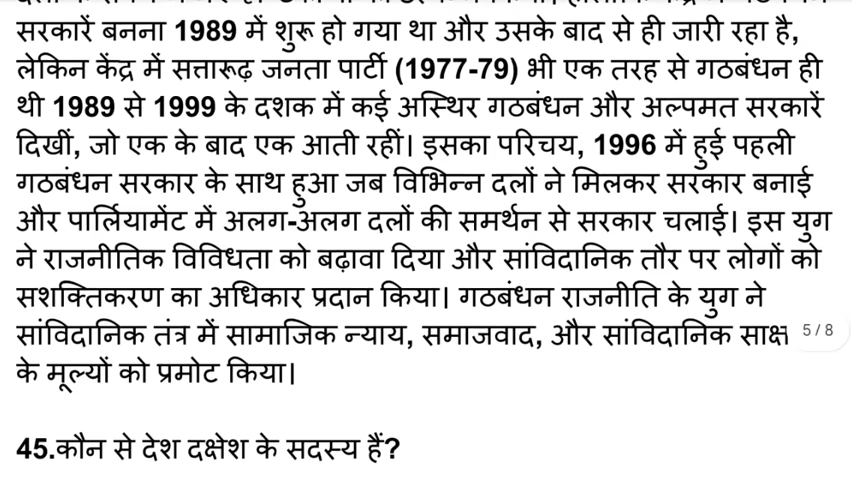 सरकारें बनना 1989 में शुरू हो गया था और उसके बाद से ही जारी रहा है,
लेकिन केंद्र में सत्तारूढ़ जनता पार्टी (1977-79) भी एक तरह से गठबंधन ही
थी 1989 से 1999 के दशक में कई अस्थिर गठबंधन और अल्पमत सरकारें
दिखीं, जो एक के बाद एक आती रहीं। इसका परिचय, 1996 में हुई पहली
गठबंधन सरकार के साथ हुआ जब विभिन्न दलों ने मिलकर सरकार बनाई
और पार्लियामेंट में अलग-अलग दलों की समर्थन से सरकार चलाई। इस युग
ने राजनीतिक विविधता को बढ़ावा दिया और सांविदानिक तौर पर लोगों को
सशक्तिकरण का अधिकार प्रदान किया। गठबंधन राजनीति के युग ने
सांविदानिक तंत्र में सामाजिक न्याय, समाजवाद, और सांविदानिक साक्ष 5/8
के मूल्यों को प्रमोट किया।
45.कौन से देश दक्षेश के सदस्य हैं?